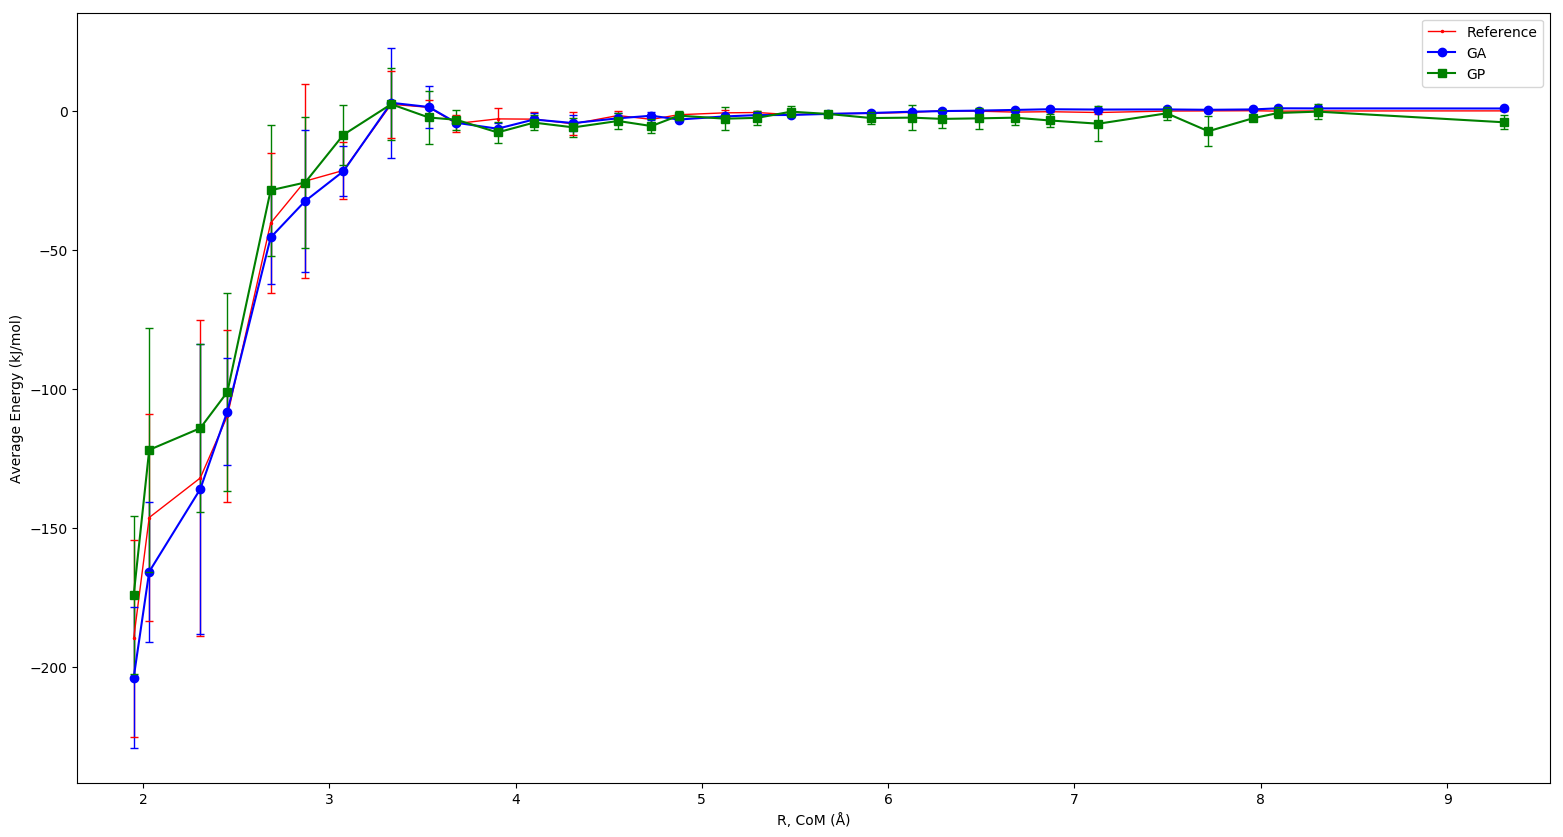 Reference
GA
GP
0
−50
−100
−150
−200
Average Energy (kJ/mol)
2 3 4 5 6 7 8 9
R, CoM (Å)